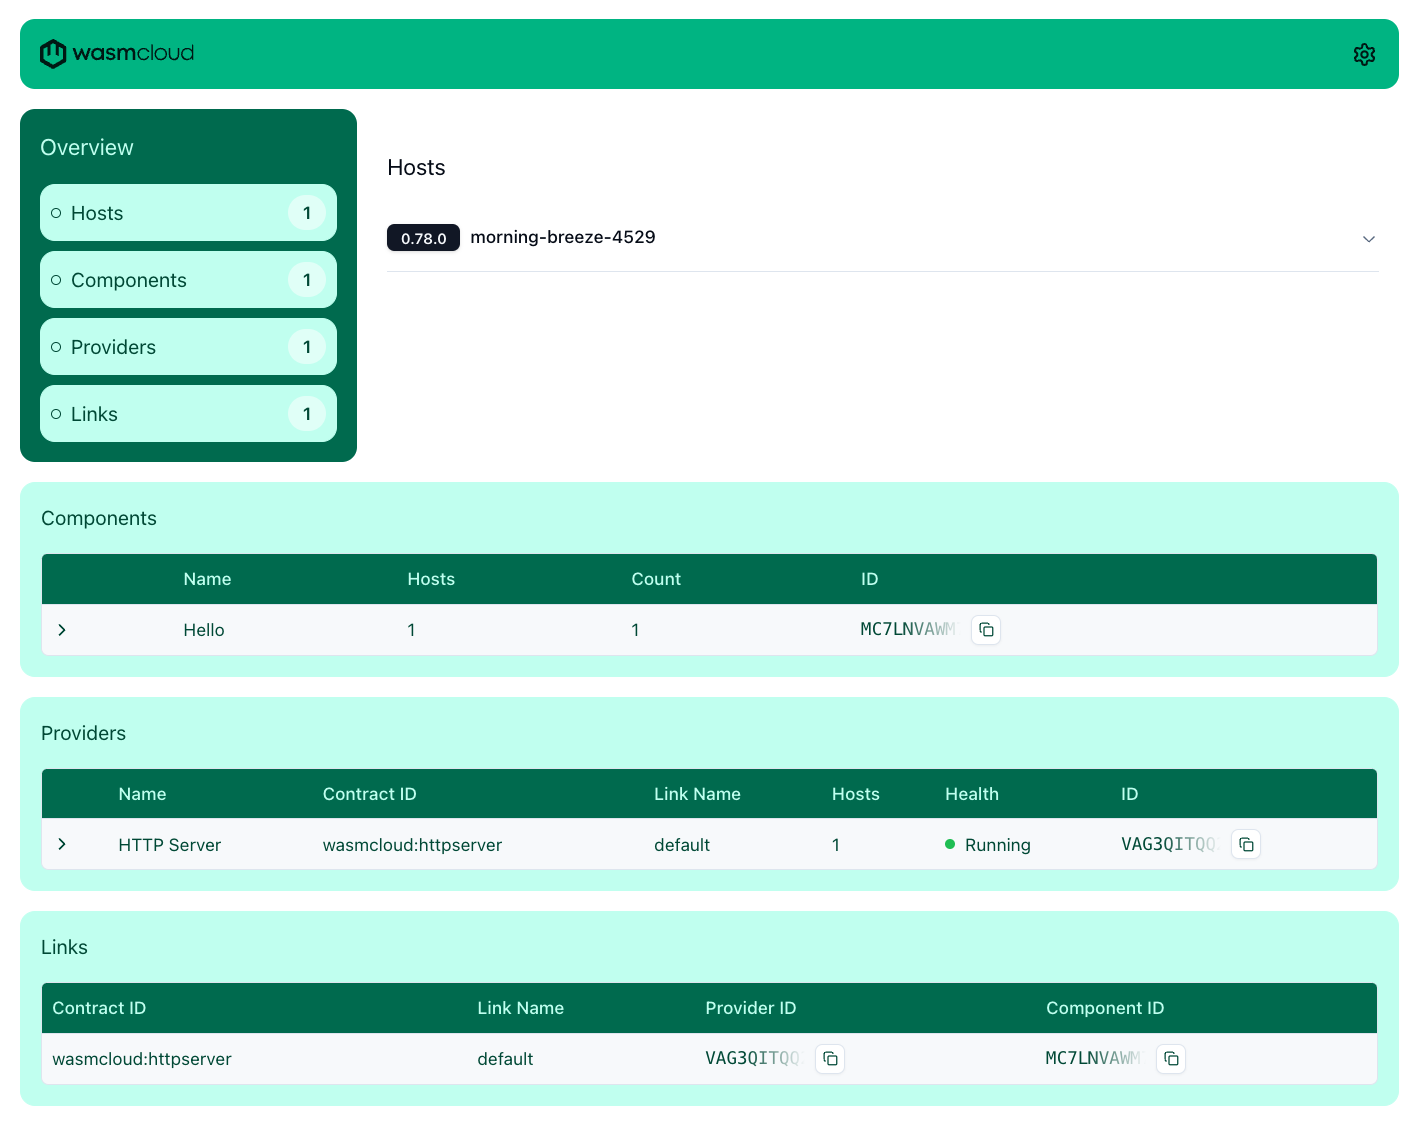 wasmcloud
Overview
Hosts 1
Components 1
Providers 1
Links 1
Hosts
0.78.0 morning-breeze-4529
Components
Name Hosts Count ID
Hello 1 1 MC7LNVAWM
Providers
Name Contract ID Link Name Hosts Health ID
HTTP Server wasmcloud:httpserver default 1 Running VAG3QITQQ
Links
Contract ID Link Name Provider ID Component ID
wasmcloud:httpserver default VAG3QITQQ MC7LNVAWM